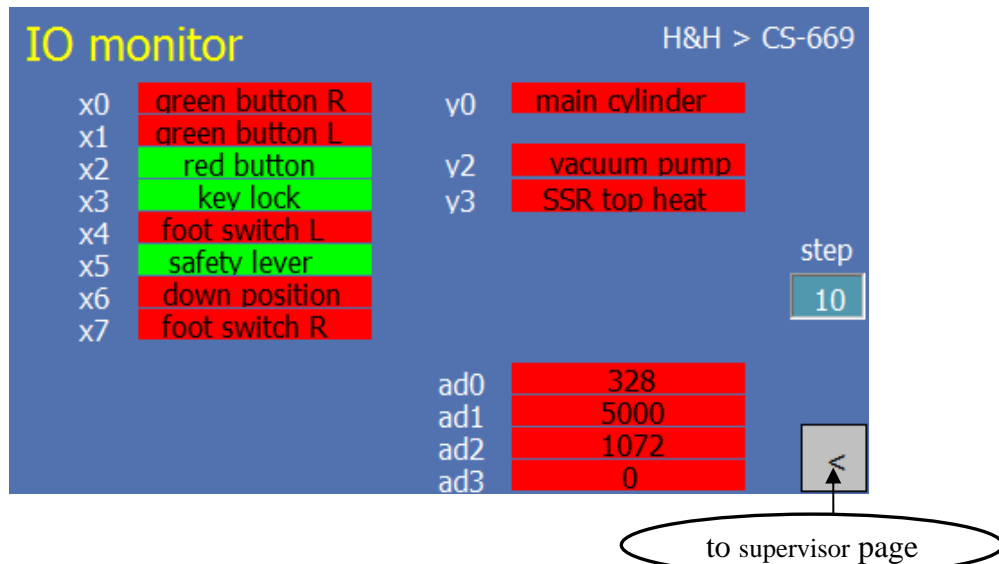 IO monitor
H&H > CS-669
x0 green button R
x1 green button L
x2 red button
x3 key lock
x4 foot switch L
x5 safety lever
x6 down position
x7 foot switch R
y0 main cylinder
y2 vacuum pump
y3 SSR top heat
step
10
ad0 328
ad1 5000
ad2 1072
ad3 0
<
to supervisor page